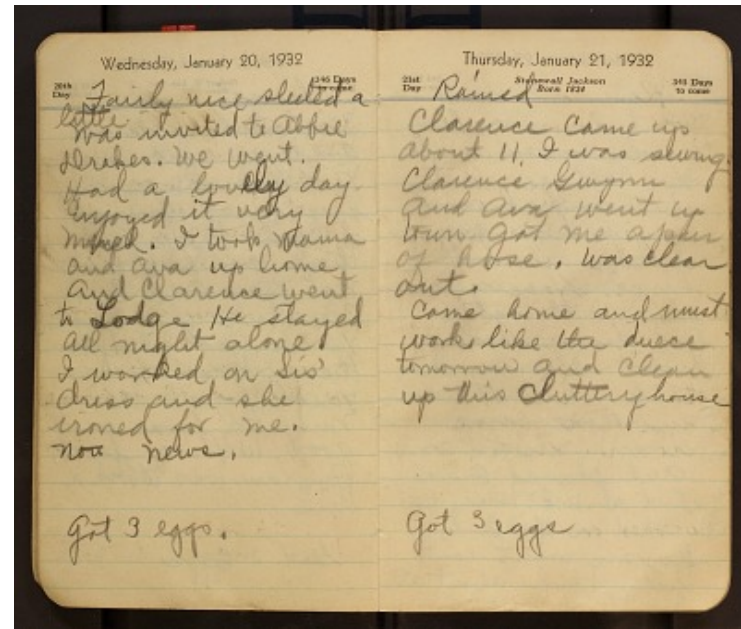 Wednesday, January 20, 1932
20th Day
346 Days to come
Fairly nice sleeted a
little
was invited to Abbie
Drakes. We went.
Had a lovely day
Enjoyed it very
much. I took Mama
and Ava up home
and Clarence went
to Lodge He stayed
all night alone
I worked on Sis'
dress and she
ironed for me.
Non news.
Got 3 eggs.
Thursday, January 21, 1932
21st Day
Stonewall Jackson
Born 1824
345 Days to come
Rained
Clarence Came up
about 11. I was sewing.
Clarence Gwynn
and Ava went up
town Got me a pair
of hose. Was clear
out.
Come home and must
work like the duece
tomorrow and clean
up this Cluttery house
Got 3 eggs